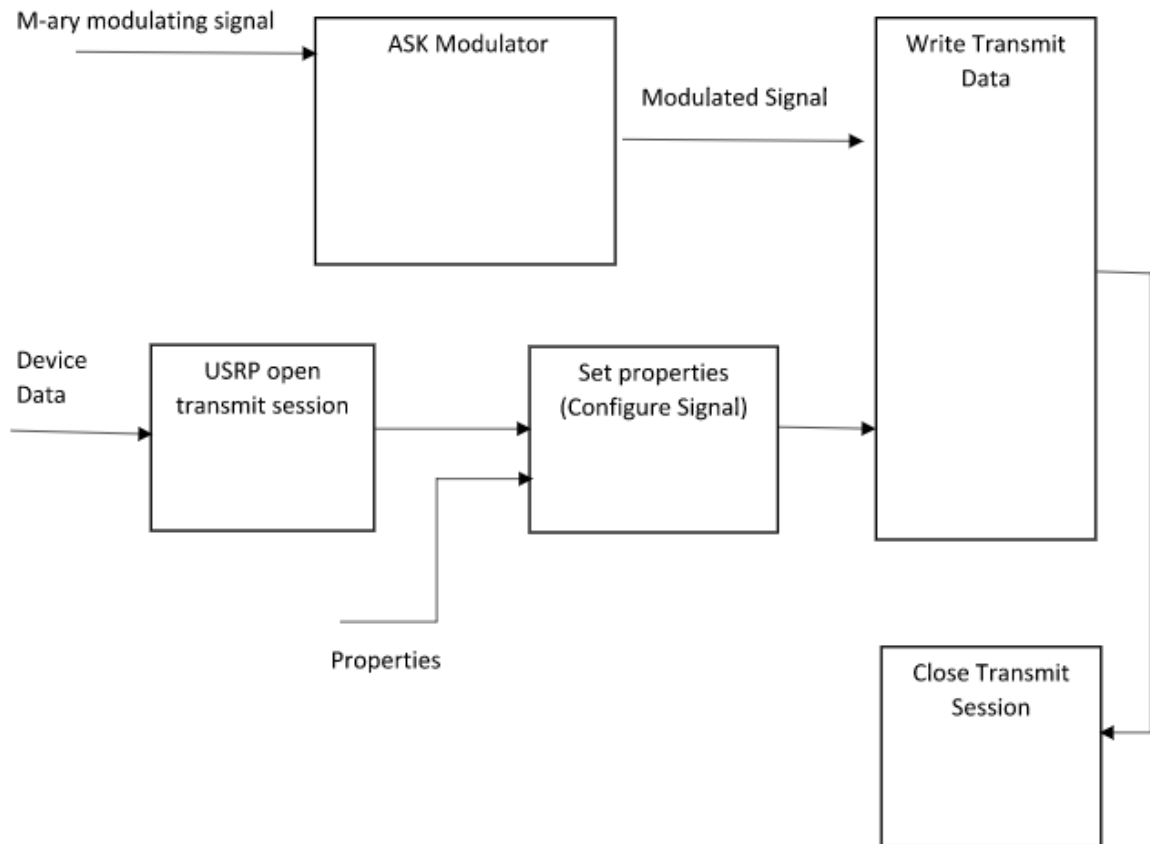 M-ary modulating signal
ASK Modulator
Write Transmit
Data
Modulated Signal
Device
Data
USRP open
transmit session
Set properties
(Configure Signal)
Properties
Close Transmit
Session